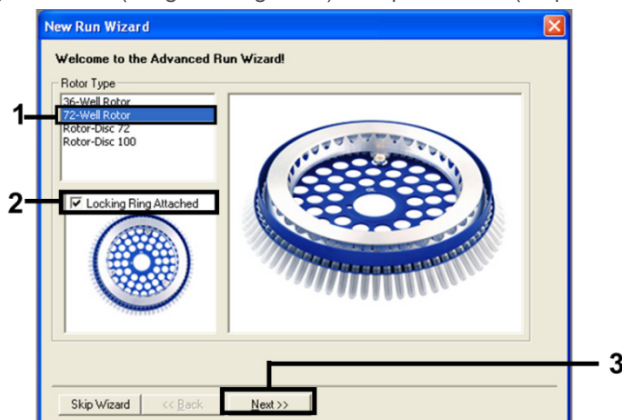 New Run Wizard
Welcome to the Advanced Run Wizard!
Rotor Type
36-Well Rotor
1
72-Well Rotor
Rotor-Disc 72
Rotor-Disc 100
2
Locking Ring Attached
3
Skip Wizard
<< Back
Next >>